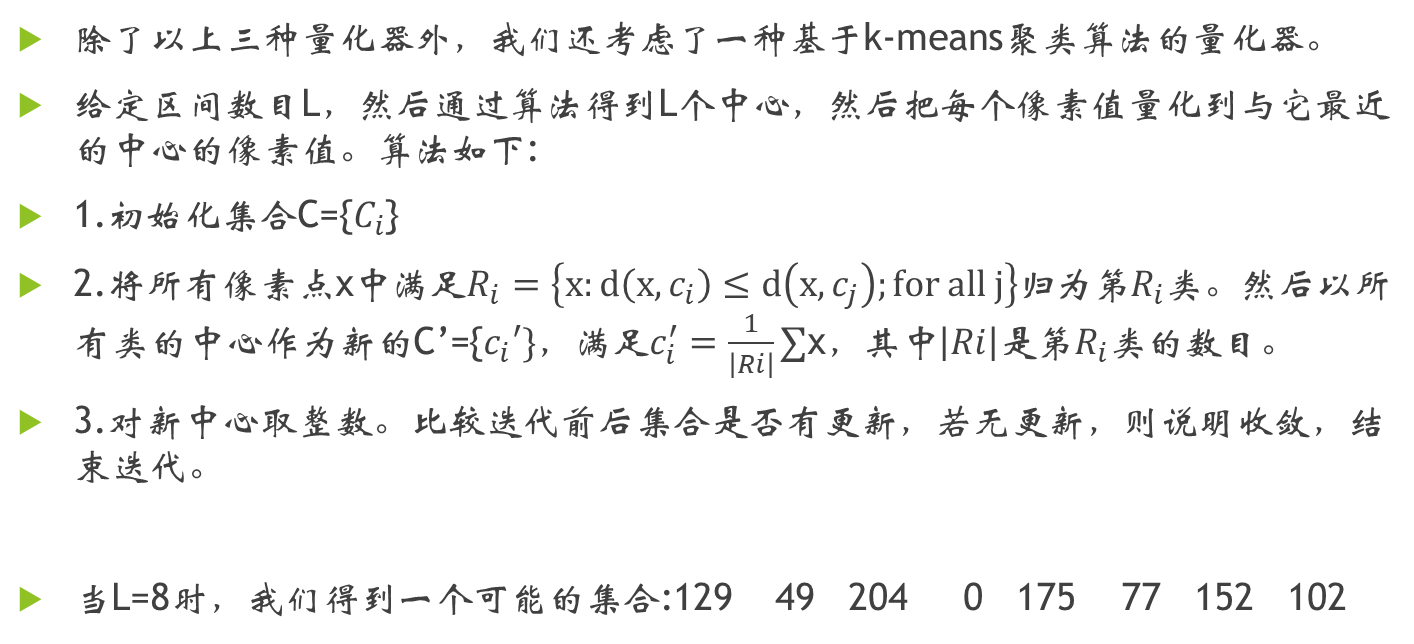 除了以上三种量化器外，我们还考虑了一种基于k-means聚类算法的量化器。
给定区间数目L，然后通过算法得到L个中心，然后把每个像素值量化到与它最近
的中心的像素值。算法如下：
1.初始化集合C={𝐶ᵢ}
2.将所有像素点x中满足𝑅ᵢ = {x: d(x, 𝑐ᵢ) ≤ d(x, 𝑐ⱼ); for all j}归为第𝑅ᵢ类。然后以所
有类的中心作为新的C’={𝑐ᵢ′}，满足𝑐ᵢ′ = 1/|𝑅𝑖| ∑x，其中|𝑅𝑖|是第𝑅ᵢ类的数目。
3.对新中心取整数。比较迭代前后集合是否有更新，若无更新，则说明收敛，结
束迭代。
当L=8时，我们得到一个可能的集合:129 49 204 0 175 77 152 102